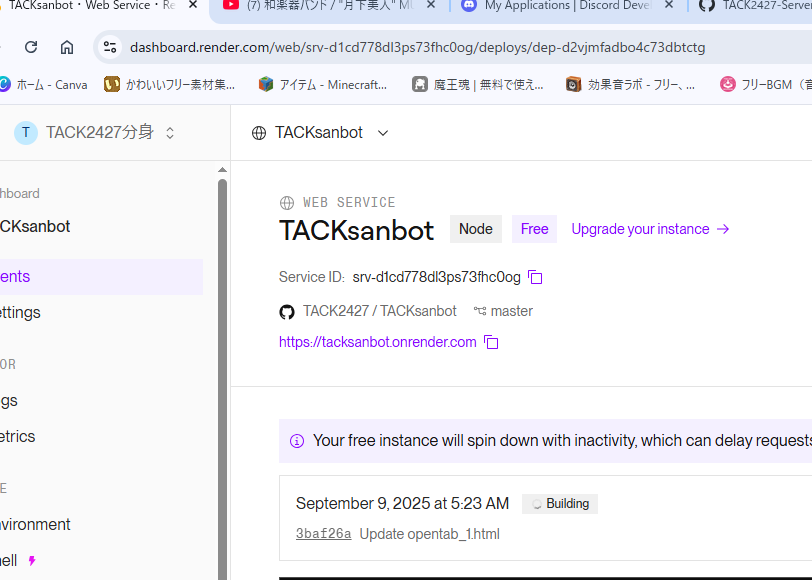 TACKsanbot · Web Service · Re
(7) 和楽器バンド / "月下美人" MU
My Applications | Discord Devel
TACK2427-Server
dashboard.render.com/web/srv-d1cd778dl3ps73fhc0og/deploys/dep-d2vjmfadbo4c73dbtctg
ホーム - Canva
かわいいフリー素材集...
アイテム - Minecraft...
魔王魂 | 無料で使え...
効果音ラボ - フリー、...
フリーBGM（音
T TACK2427分身
TACKsanbot
hboard
CKsanbot
ents
ettings
OR
gs
etrics
E
nvironment
ell
WEB SERVICE
TACKsanbot Node Free Upgrade your instance →
Service ID: srv-d1cd778dl3ps73fhc0og
TACK2427 / TACKsanbot master
https://tacksanbot.onrender.com
Your free instance will spin down with inactivity, which can delay requests
September 9, 2025 at 5:23 AM Building
3baf26a Update opentab_1.html